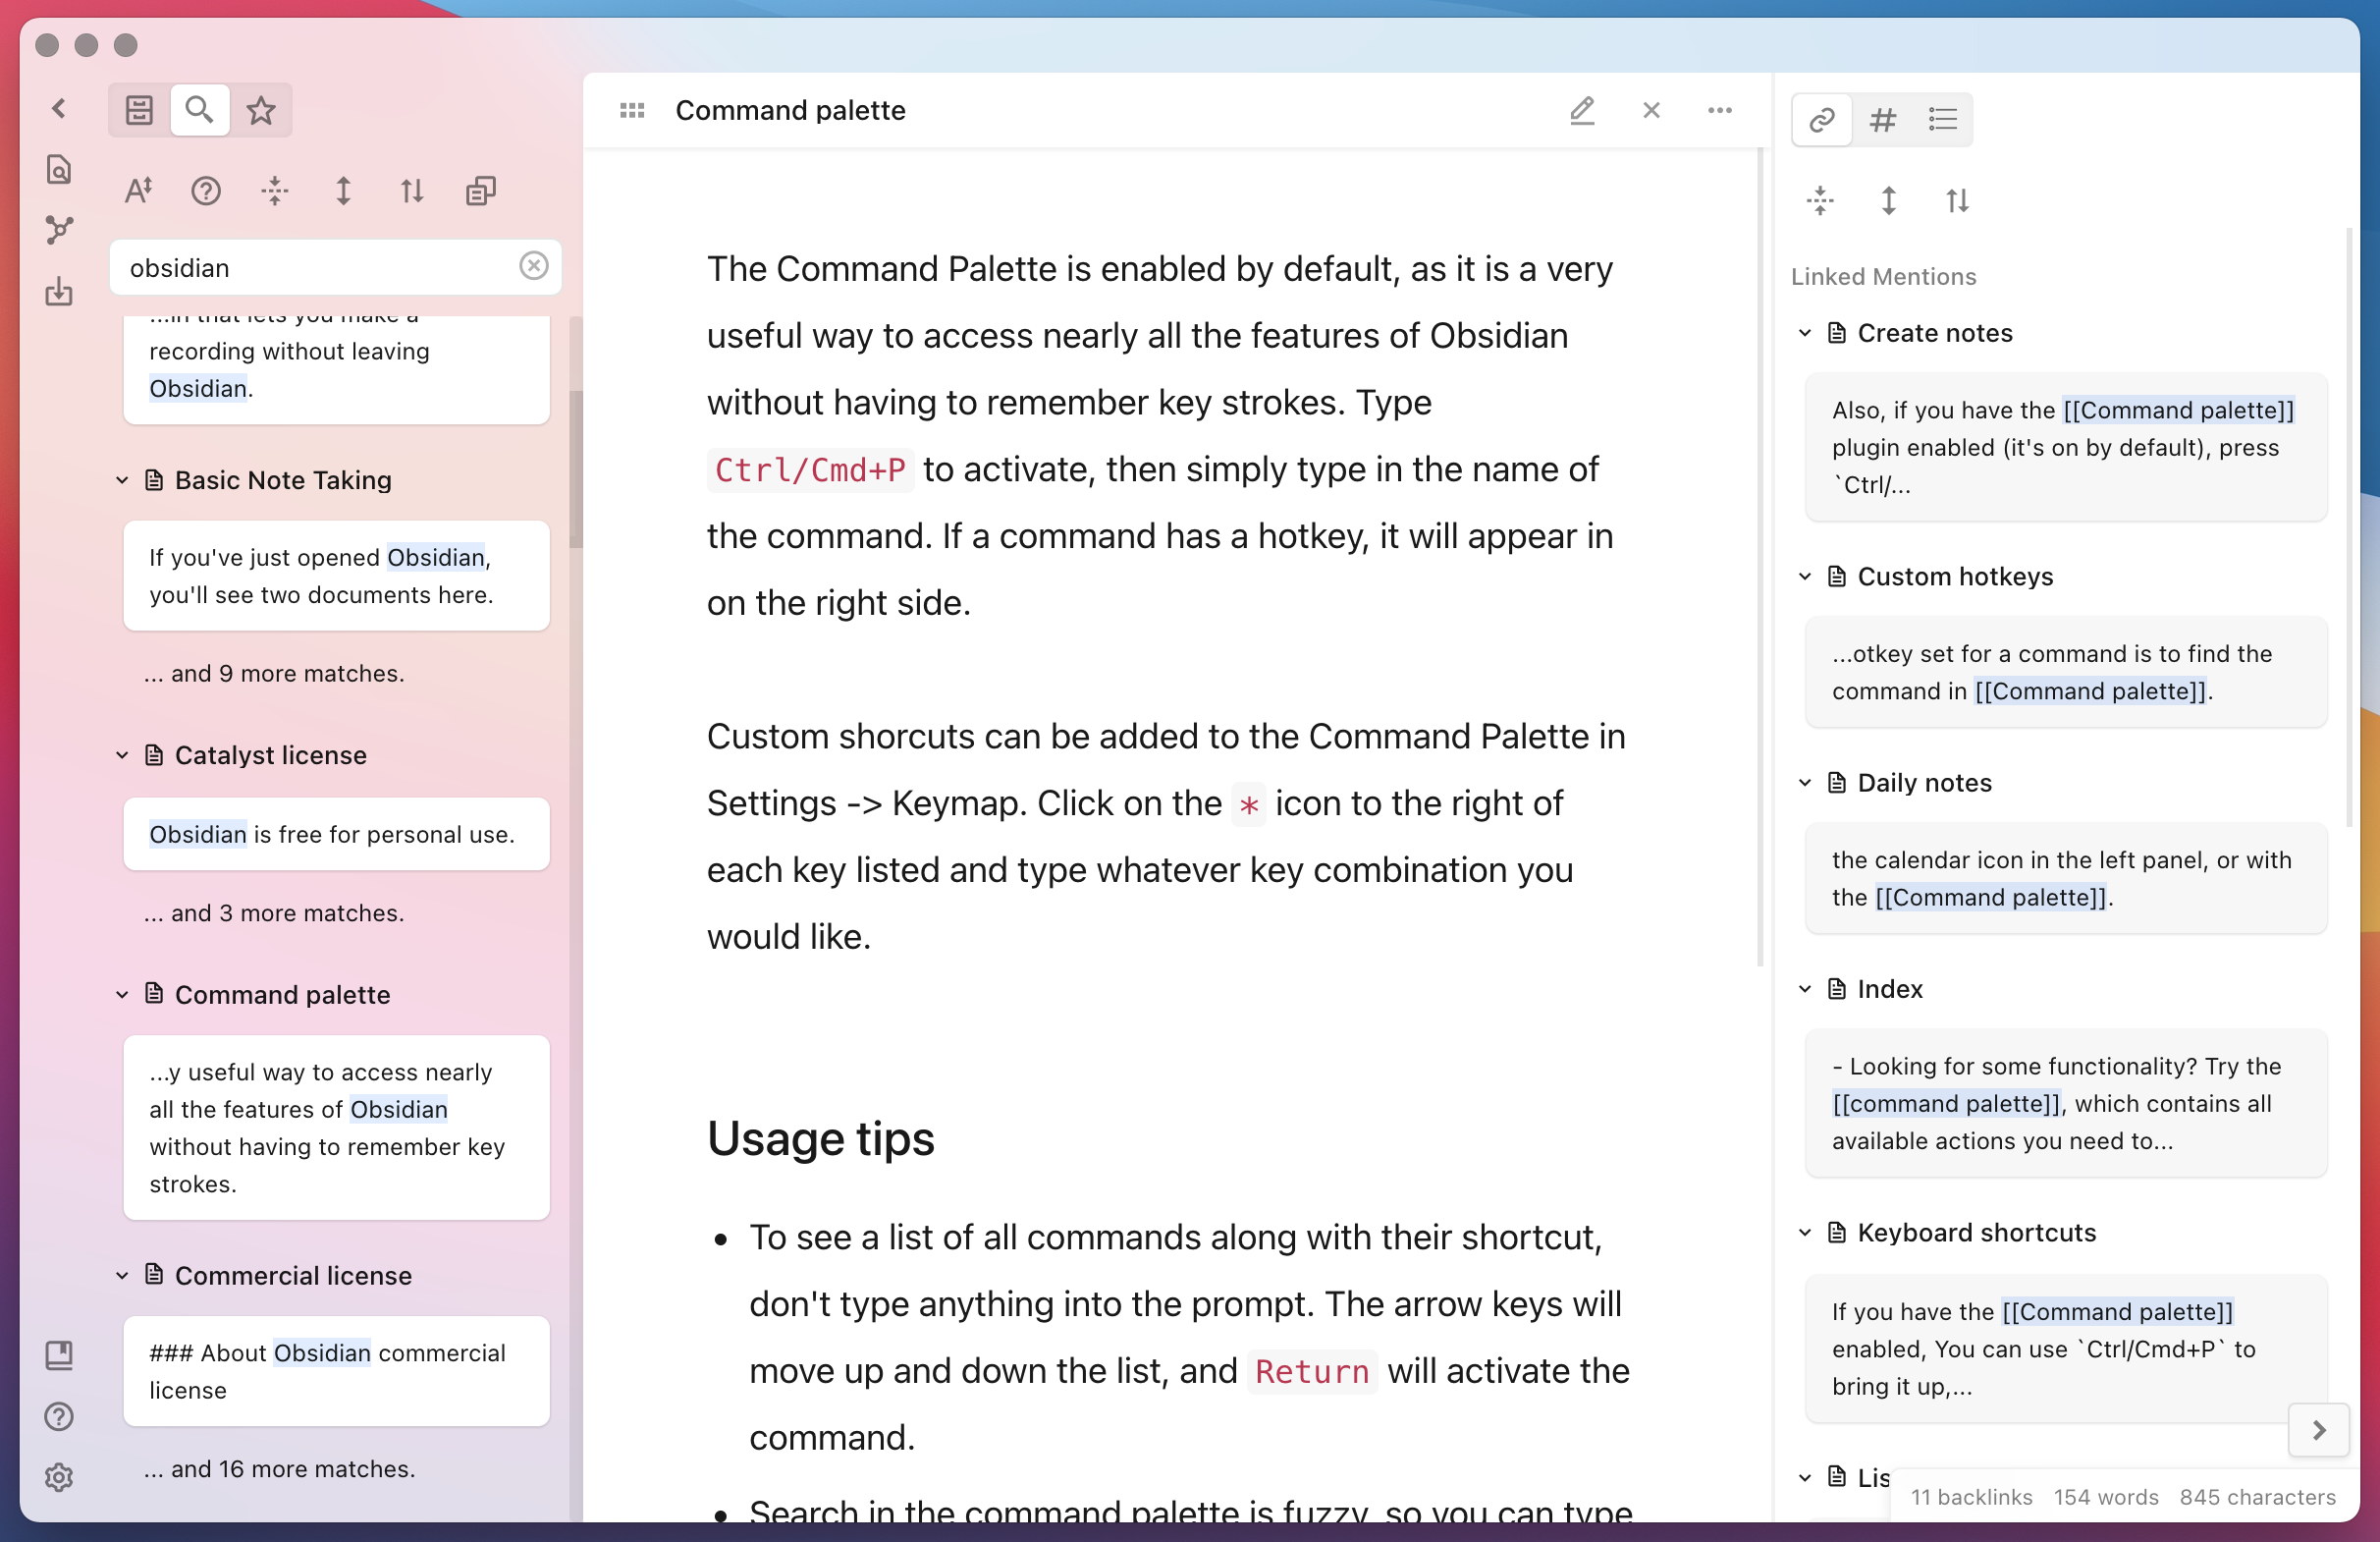 obsidian
...in that lets you make a
recording without leaving
Obsidian.
Basic Note Taking
If you've just opened Obsidian,
you'll see two documents here.
... and 9 more matches.
Catalyst license
Obsidian is free for personal use.
... and 3 more matches.
Command palette
...y useful way to access nearly
all the features of Obsidian
without having to remember key
strokes.
Commercial license
### About Obsidian commercial
license
... and 16 more matches.
Command palette
The Command Palette is enabled by default, as it is a very
useful way to access nearly all the features of Obsidian
without having to remember key strokes. Type
Ctrl/Cmd+P to activate, then simply type in the name of
the command. If a command has a hotkey, it will appear in
on the right side.
Custom shorcuts can be added to the Command Palette in
Settings -> Keymap. Click on the * icon to the right of
each key listed and type whatever key combination you
would like.
Usage tips
• To see a list of all commands along with their shortcut,
don't type anything into the prompt. The arrow keys will
move up and down the list, and Return will activate the
command.
• Search in the command palette is fuzzy, so you can type
Linked Mentions
Create notes
Also, if you have the [[Command palette]]
plugin enabled (it's on by default), press
`Ctrl/...
Custom hotkeys
...otkey set for a command is to find the
command in [[Command palette]].
Daily notes
the calendar icon in the left panel, or with
the [[Command palette]].
Index
- Looking for some functionality? Try the
[[command palette]], which contains all
available actions you need to...
Keyboard shortcuts
If you have the [[Command palette]]
enabled, You can use `Ctrl/Cmd+P` to
bring it up,...
Lis
11 backlinks 154 words 845 characters